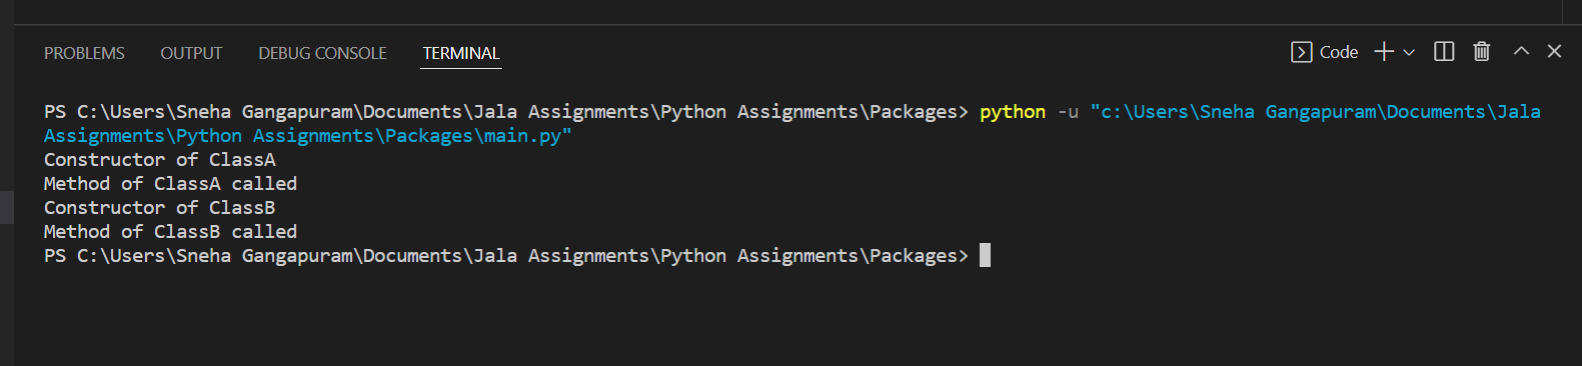 PROBLEMS OUTPUT DEBUG CONSOLE TERMINAL Code
PS C:\Users\Sneha Gangapuram\Documents\Jala Assignments\Python Assignments\Packages> python -u "c:\Users\Sneha Gangapuram\Documents\Jala
Assignments\Python Assignments\Packages\main.py"
Constructor of ClassA
Method of ClassA called
Constructor of ClassB
Method of ClassB called
PS C:\Users\Sneha Gangapuram\Documents\Jala Assignments\Python Assignments\Packages>